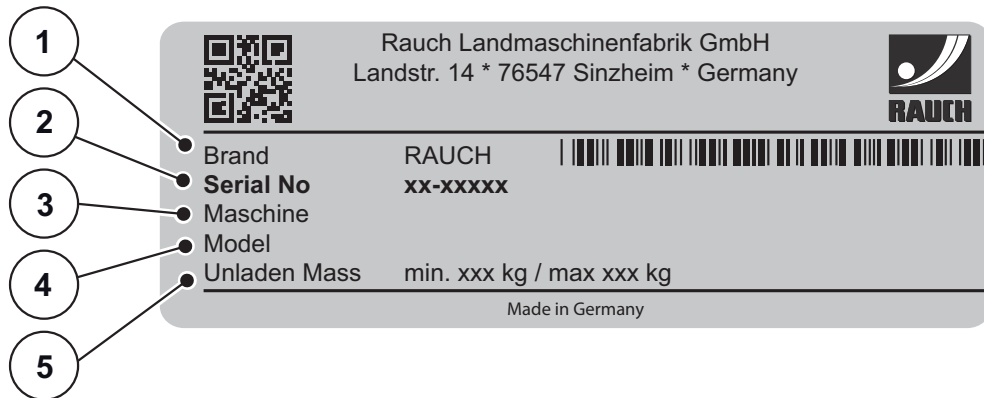 Rauch Landmaschinenfabrik GmbH
Landstr. 14 * 76547 Sinzheim * Germany
RAUCH
1
Brand RAUCH
2
Serial No xx-xxxxx
3
Maschine
4
Model
5
Unladen Mass min. xxx kg / max xxx kg
Made in Germany